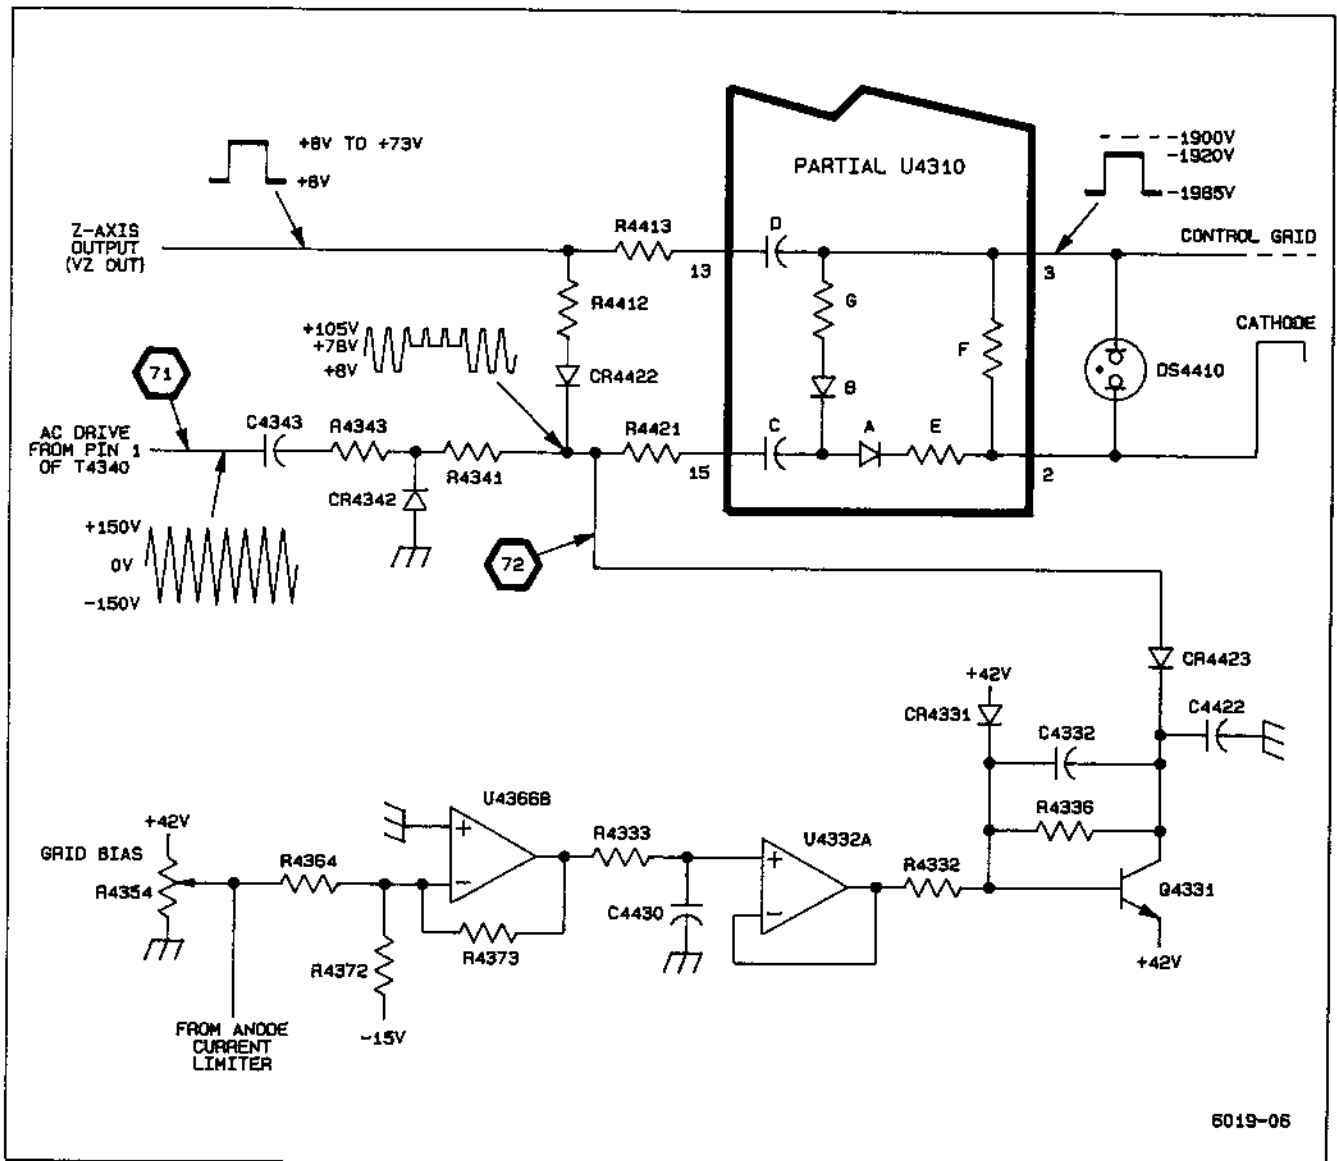 +8V TO +73V
+8V
Z-AXIS
OUTPUT
(VZ OUT)
R4413
13
D
PARTIAL U4310
-1900V
-1920V
-1985V
CONTROL GRID
3
R4412
G
F
CATHODE
+105V
+78V
+8V
CR4422
B
DS4410
71
AC DRIVE
FROM PIN 1
OF T4340
C4343
R4343
R4341
CR4342
R4421
15
C
A
E
2
+150V
0V
-150V
72
CR4423
+42V
CR4331
C4332
C4422
R4336
U4366B
+
-
R4333
U4332A
+
-
R4332
Q4331
+42V
+42V
GRID BIAS
R4354
R4364
R4373
R4372
-15V
C4430
FROM ANODE
CURRENT
LIMITER
6019-06